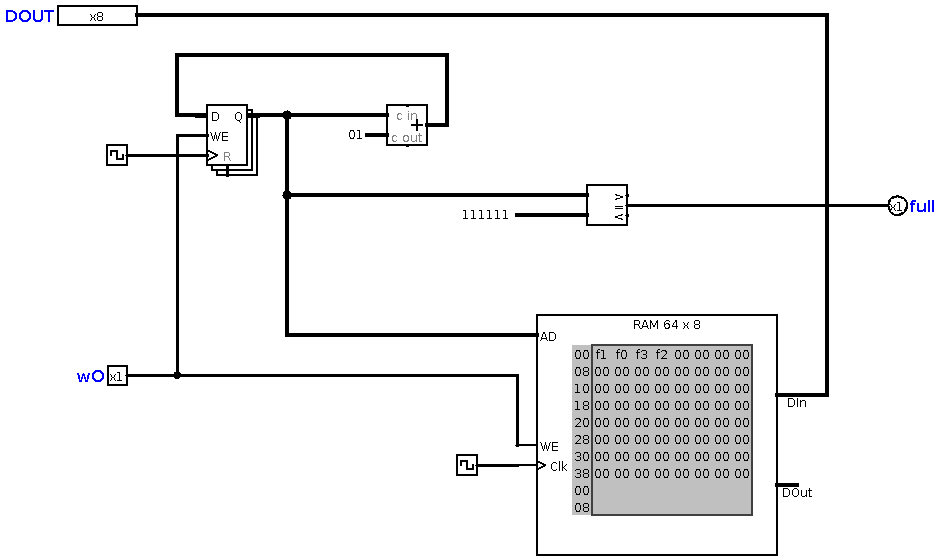 DOUT x8
D Q
WE
R
c in
+
01
c out
>
=
<
111111
x1 full
RAM 64 x 8
AD
00 f1 f0 f3 f2 00 00 00 00
08 00 00 00 00 00 00 00 00
10 00 00 00 00 00 00 00 00
18 00 00 00 00 00 00 00 00
20 00 00 00 00 00 00 00 00
28 00 00 00 00 00 00 00 00
30 00 00 00 00 00 00 00 00
38 00 00 00 00 00 00 00 00
00
08
wO x1
DIn
WE
Clk
DOut